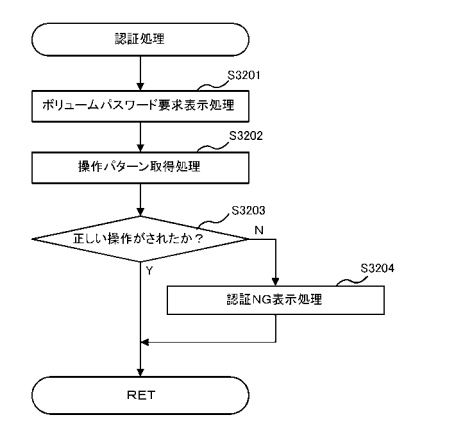 認証処理
S3201
ボリュームパスワード要求表示処理
S3202
操作パターン取得処理
S3203
正しい操作がされたか？
N
Y
S3204
認証NG表示処理
RET